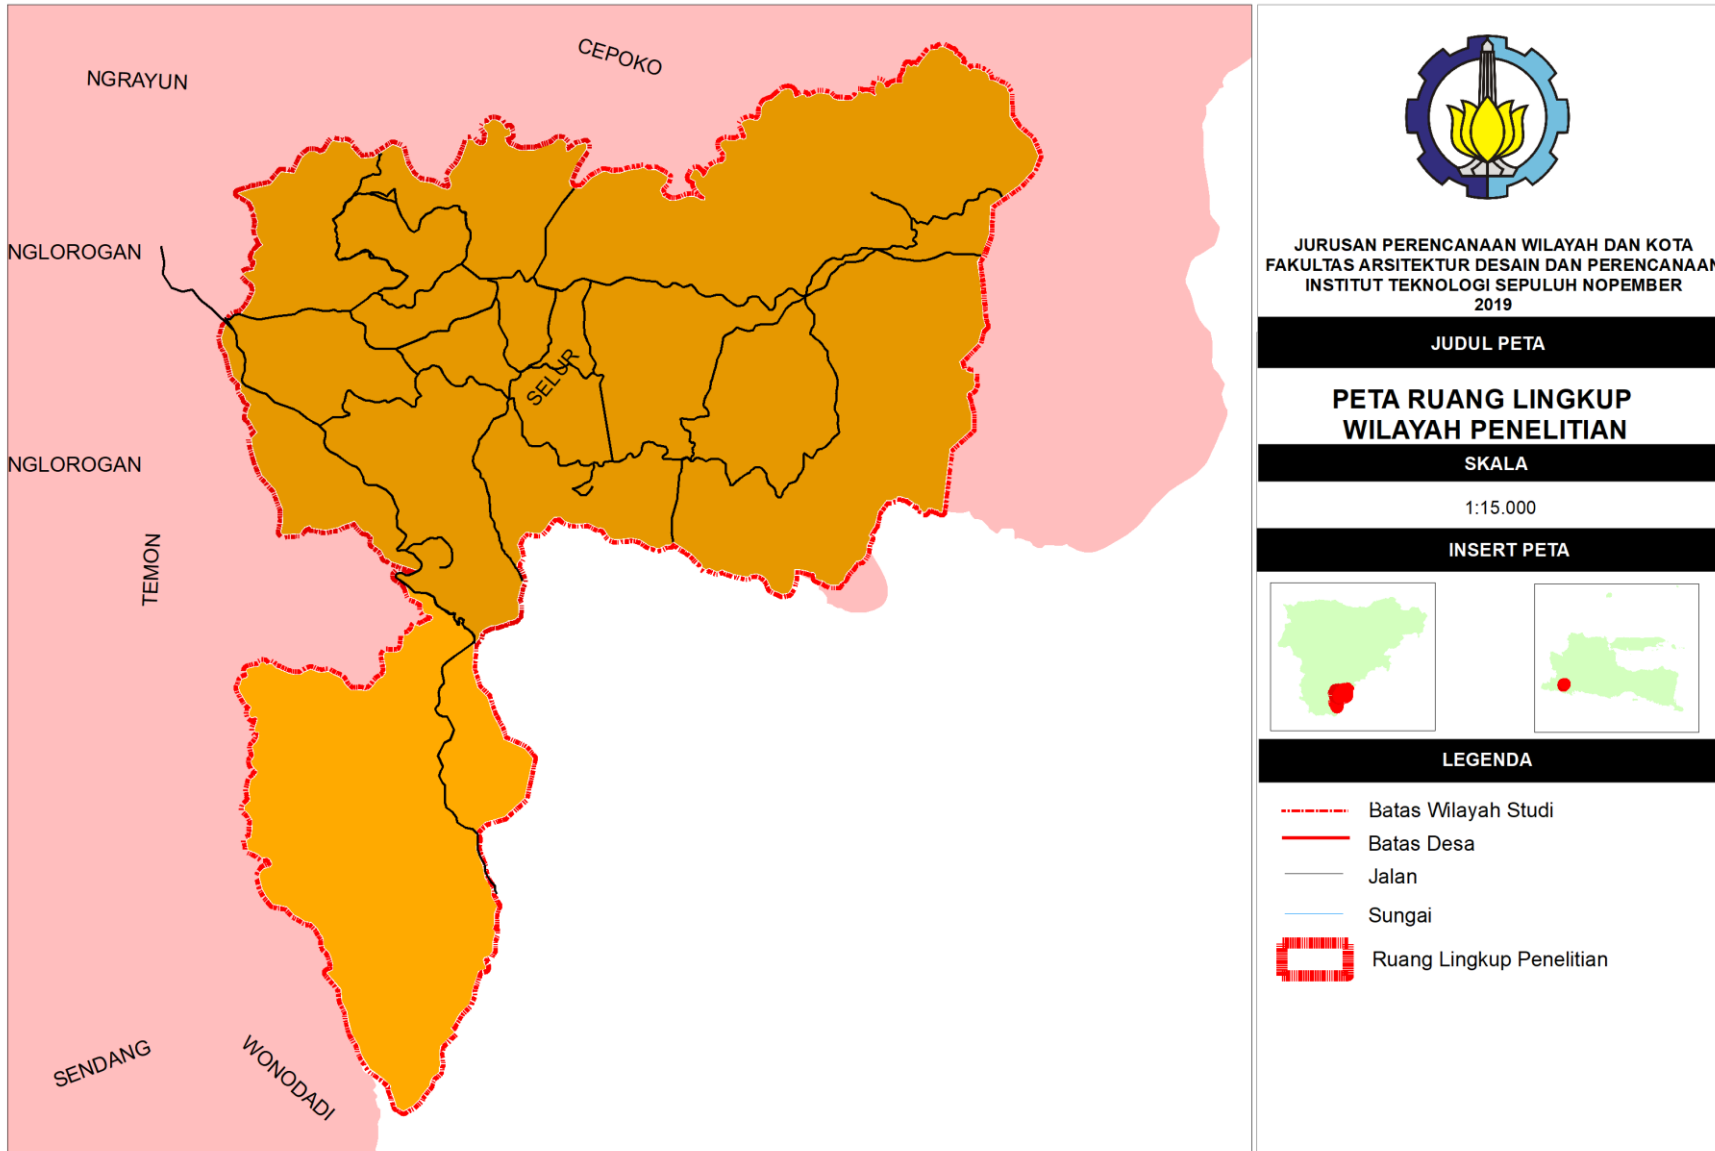 NGRAYUN
CEPOKO
NGLOROGAN
SELUR
NGLOROGAN
TEMON
SENDANG
WONODADI
JURUSAN PERENCANAAN WILAYAH DAN KOTA
FAKULTAS ARSITEKTUR DESAIN DAN PERENCANAAN
INSTITUT TEKNOLOGI SEPULUH NOPEMBER
2019
JUDUL PETA
PETA RUANG LINGKUP
WILAYAH PENELITIAN
SKALA
1:15.000
INSERT PETA
LEGENDA
Batas Wilayah Studi
Batas Desa
Jalan
Sungai
Ruang Lingkup Penelitian